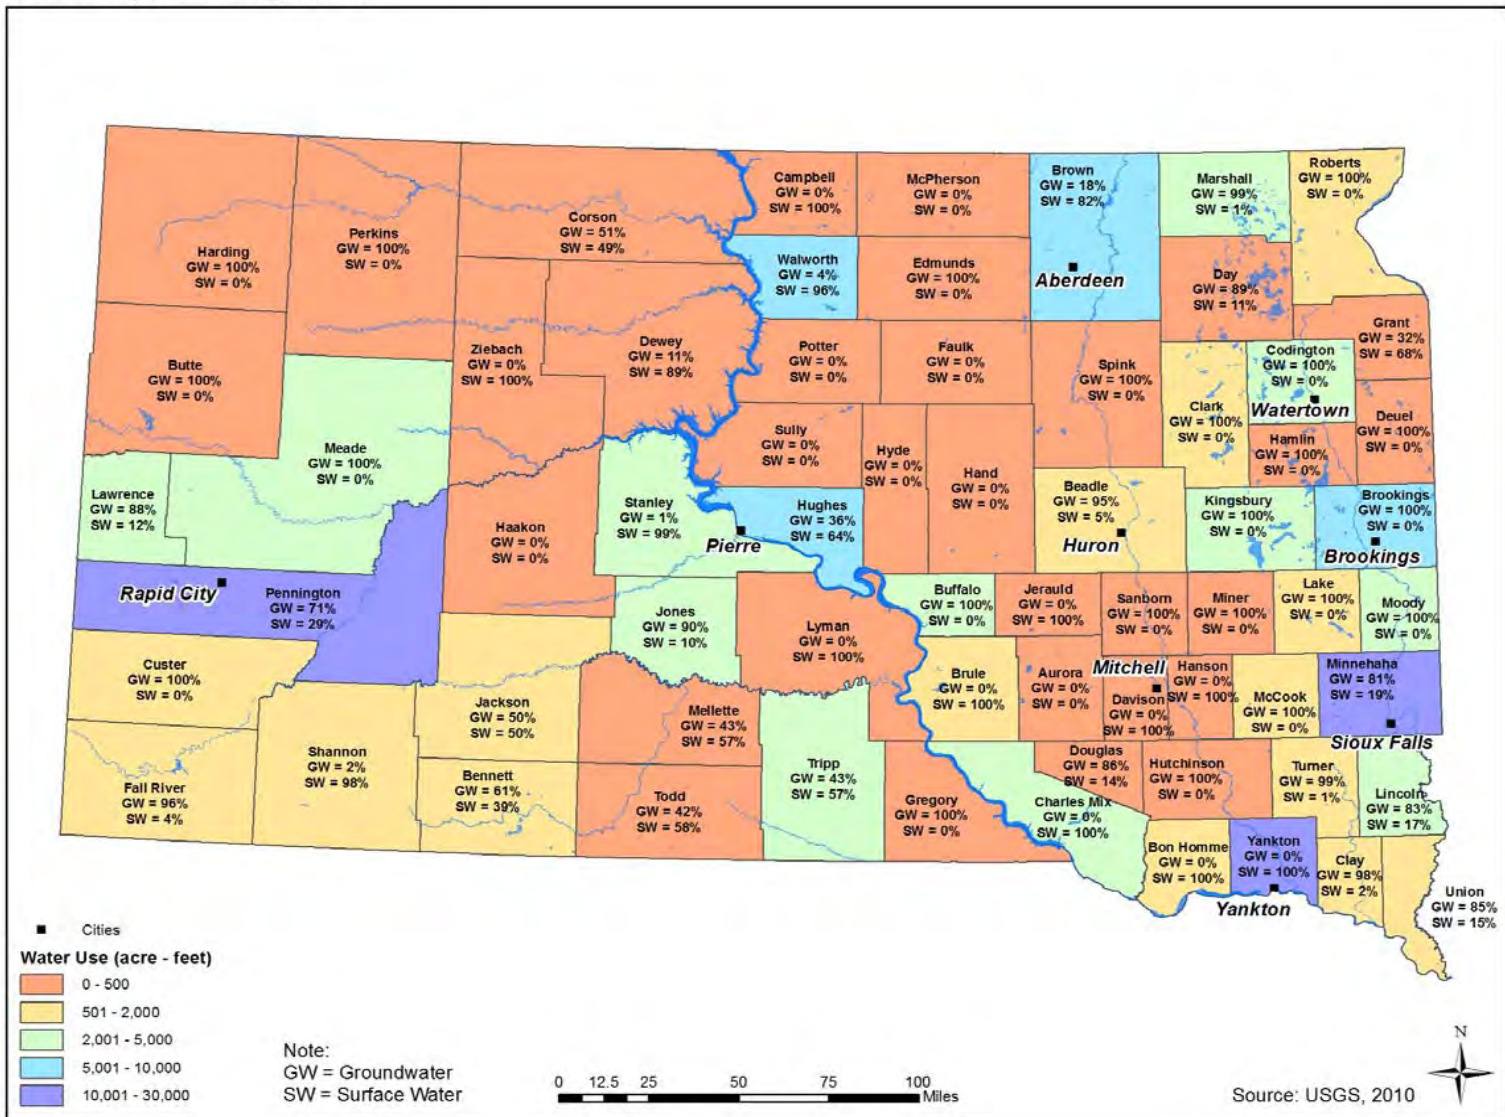 Campbell
GW = 0%
SW = 100%
McPherson
GW = 0%
SW = 0%
Brown
GW = 18%
SW = 82%
Marshall
GW = 99%
SW = 1%
Roberts
GW = 100%
SW = 0%
Harding
GW = 100%
SW = 0%
Perkins
GW = 100%
SW = 0%
Corson
GW = 51%
SW = 49%
Walworth
GW = 4%
SW = 96%
Edmunds
GW = 100%
SW = 0%
Aberdeen
Day
GW = 89%
SW = 11%
Grant
GW = 32%
SW = 68%
Butte
GW = 100%
SW = 0%
Ziebach
GW = 0%
SW = 100%
Dewey
GW = 11%
SW = 89%
Potter
GW = 0%
SW = 0%
Faulk
GW = 0%
SW = 0%
Spink
GW = 100%
SW = 0%
Codington
GW = 100%
SW = 0%
Watertown
Clark
GW = 100%
SW = 0%
Deuel
GW = 100%
SW = 0%
Hamlin
GW = 100%
SW = 0%
Meade
GW = 100%
SW = 0%
Sully
GW = 0%
SW = 0%
Hyde
GW = 0%
SW = 0%
Hand
GW = 0%
SW = 0%
Lawrence
GW = 88%
SW = 12%
Haakon
GW = 0%
SW = 0%
Stanley
GW = 1%
SW = 99%
Hughes
GW = 36%
SW = 64%
Pierre
Beadle
GW = 95%
SW = 5%
Huron
Kingsbury
GW = 100%
SW = 0%
Brookings
GW = 100%
SW = 0%
Brookings
Rapid City
Pennington
GW = 71%
SW = 29%
Jones
GW = 90%
SW = 10%
Lyman
GW = 0%
SW = 100%
Buffalo
GW = 100%
SW = 0%
Jerauld
GW = 0%
SW = 100%
Sanborn
GW = 100%
SW = 0%
Miner
GW = 100%
SW = 0%
Lake
GW = 100%
SW = 0%
Moody
GW = 100%
SW = 0%
Custer
GW = 100%
SW = 0%
Jackson
GW = 50%
SW = 50%
Mellette
GW = 43%
SW = 57%
Brule
GW = 0%
SW = 100%
Aurora
GW = 0%
SW = 0%
Mitchell
Davison
GW = 0%
SW = 100%
Hanson
GW = 0%
SW = 100%
McCook
GW = 100%
SW = 0%
Minnehaha
GW = 81%
SW = 19%
Sioux Falls
Fall River
GW = 96%
SW = 4%
Shannon
GW = 2%
SW = 98%
Bennett
GW = 61%
SW = 39%
Todd
GW = 42%
SW = 58%
Tripp
GW = 43%
SW = 57%
Gregory
GW = 100%
SW = 0%
Charles Mix
GW = 0%
SW = 100%
Douglas
GW = 86%
SW = 14%
Hutchinson
GW = 100%
SW = 0%
Turner
GW = 99%
SW = 1%
Lincoln
GW = 83%
SW = 17%
Bon Homme
GW = 0%
SW = 100%
Yankton
GW = 0%
SW = 100%
Yankton
Clay
GW = 98%
SW = 2%
Union
GW = 85%
SW = 15%
Cities
Water Use (acre - feet)
0 - 500
501 - 2,000
2,001 - 5,000
5,001 - 10,000
10,001 - 30,000
Note:
GW = Groundwater
SW = Surface Water
0 12.5 25 50 75 100
Miles
N
Source: USGS, 2010